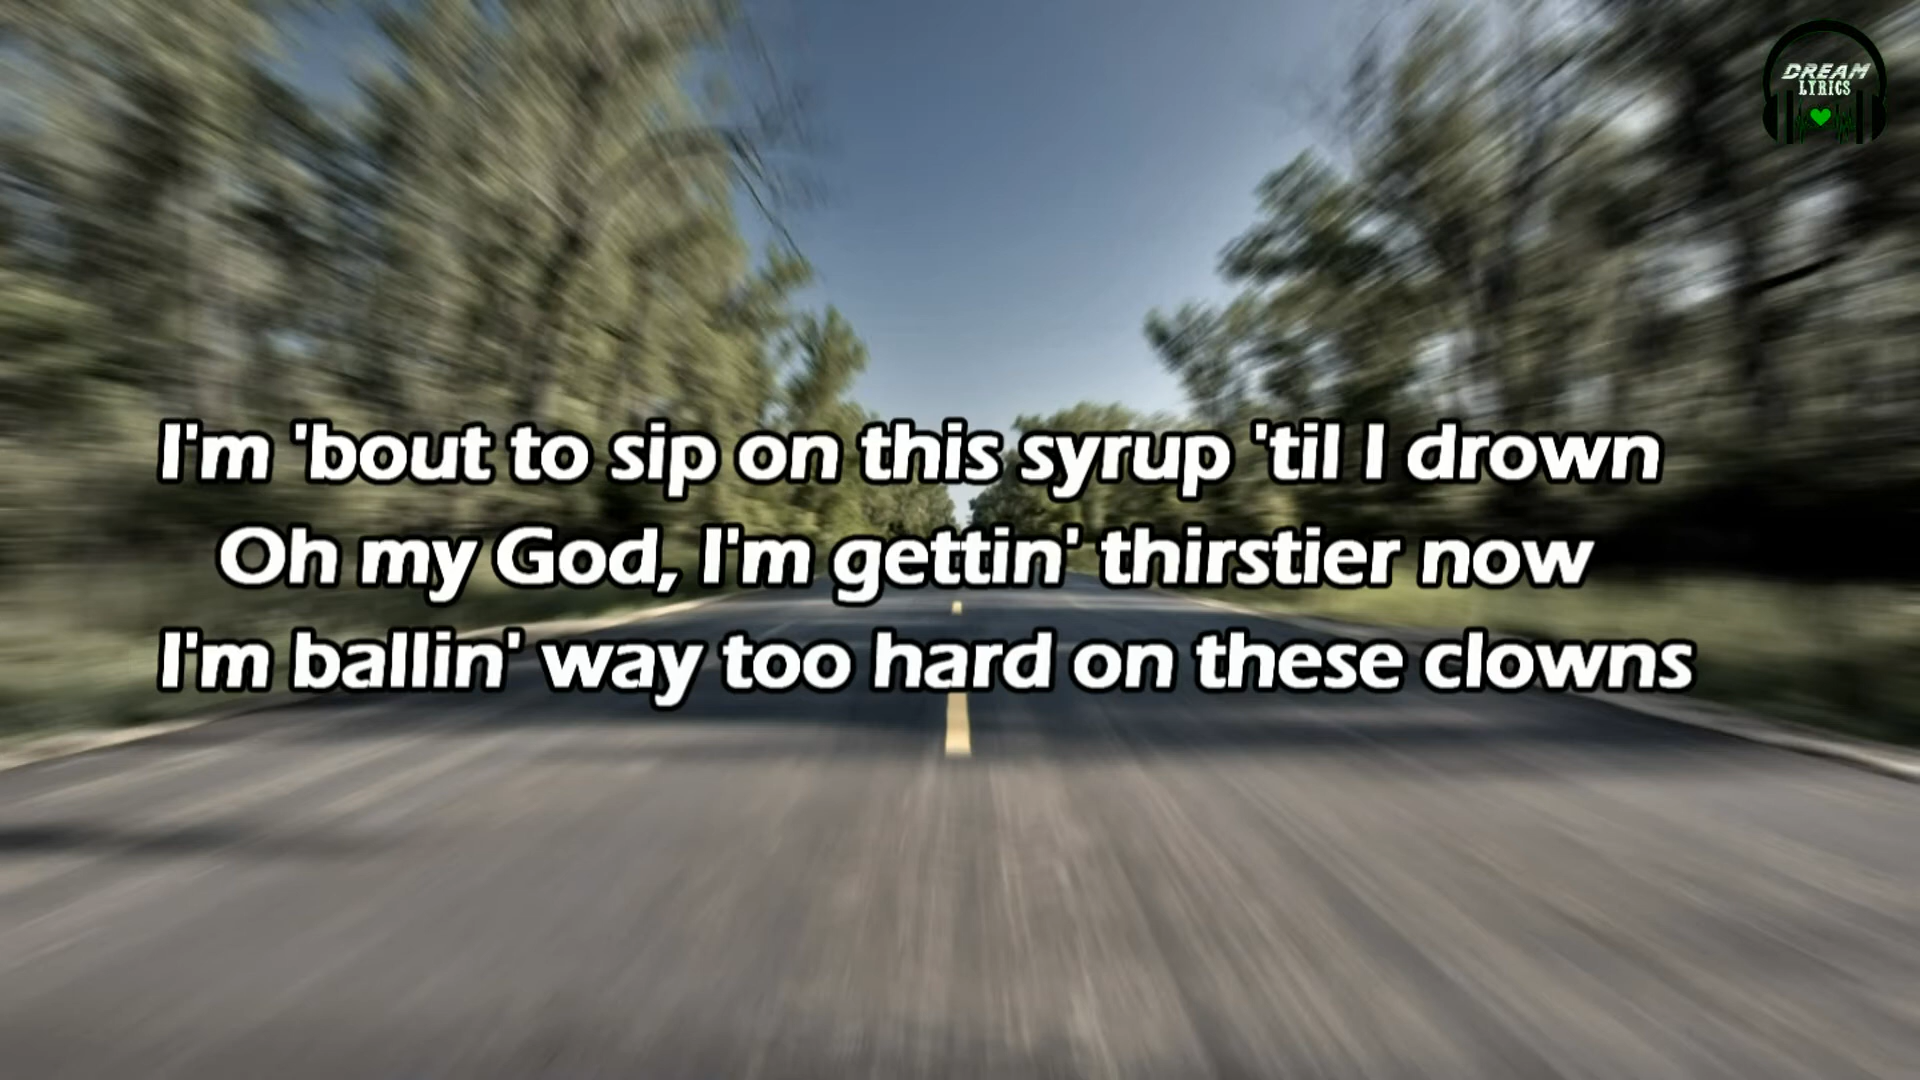 DREAM
LYRICS
I'm 'bout to sip on this syrup 'til I drown
Oh my God, I'm gettin' thirstier now
I'm ballin' way too hard on these clowns